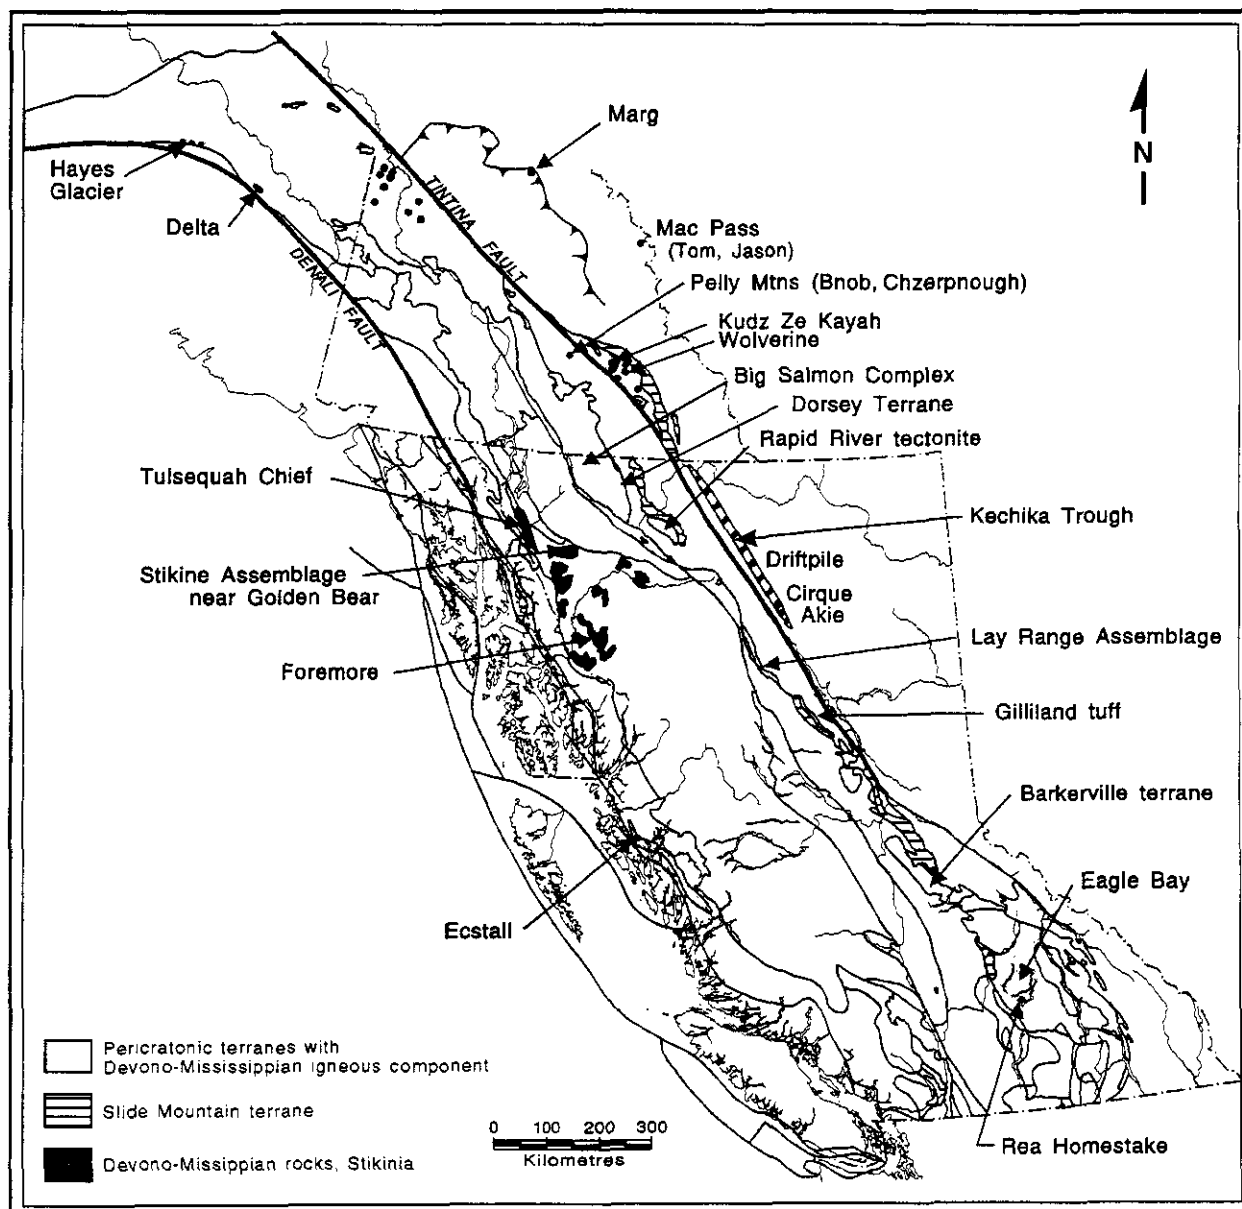 Marg
N
Hayes
Glacier
Delta
TINTINA FAULT
DENALI FAULT
Mac Pass
(Tom, Jason)
Pelly Mtns (Bnob, Chzerpnough)
Kudz Ze Kayah
Wolverine
Big Salmon Complex
Dorsey Terrane
Rapid River tectonite
Tulsequah Chief
Kechika Trough
Driftpile
Stikine Assemblage
near Golden Bear
Cirque
Akie
Lay Range Assemblage
Foremore
Gilliland tuff
Barkerville terrane
Eagle Bay
Ecstall
Pericratonic terranes with
Devono-Mississippian igneous component
Slide Mountain terrane
Devono-Missippian rocks, Stikinia
0 100 200 300
Kilometres
Rea Homestake